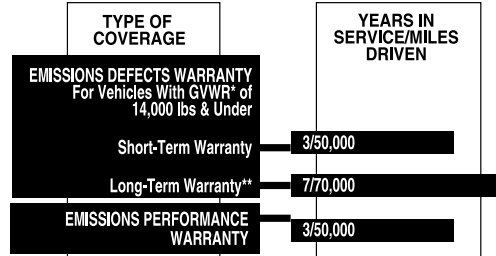 TYPE OF
COVERAGE
YEARS IN
SERVICE/MILES
DRIVEN
EMISSIONS DEFECTS WARRANTY
For Vehicles With GVWR* of
14,000 lbs & Under
Short-Term Warranty
3/50,000
Long-Term Warranty**
7/70,000
EMISSIONS PERFORMANCE
WARRANTY
3/50,000